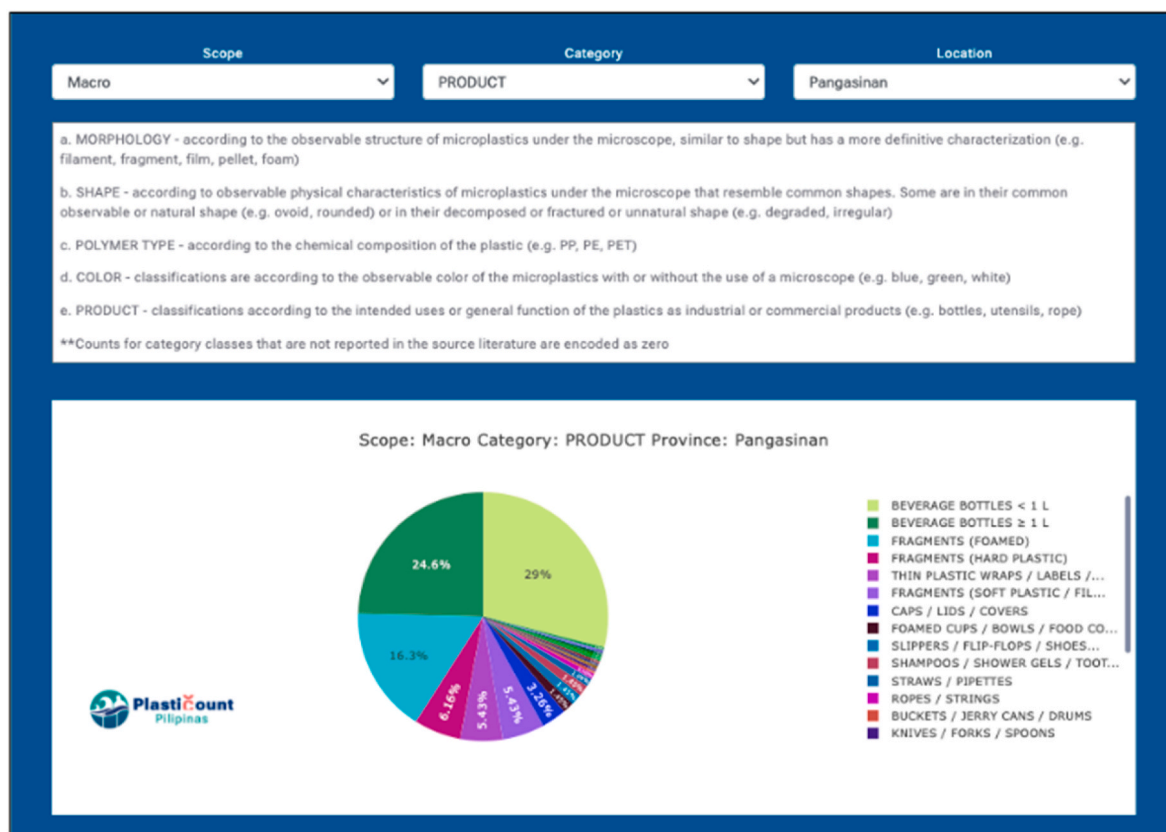 Scope
Category
Location
Macro
PRODUCT
Pangasinan
a. MORPHOLOGY - according to the observable structure of microplastics under the microscope, similar to shape but has a more definitive characterization (e.g.
filament, fragment, film, pellet, foam)
b. SHAPE - according to observable physical characteristics of microplastics under the microscope that resemble common shapes. Some are in their common
observable or natural shape (e.g. ovoid, rounded) or in their decomposed or fractured or unnatural shape (e.g. degraded, irregular)
c. POLYMER TYPE - according to the chemical composition of the plastic (e.g. PP, PE, PET)
d. COLOR - classifications are according to the observable color of the microplastics with or without the use of a microscope (e.g. blue, green, white)
e. PRODUCT - classifications according to the intended uses or general function of the plastics as industrial or commercial products (e.g. bottles, utensils, rope)
**Counts for category classes that are not reported in the source literature are encoded as zero
Scope: Macro Category: PRODUCT Province: Pangasinan
29%
24.6%
16.3%
6.16%
5.43%
5.43%
3.26%
1.45%
1.45%
1.45%
BEVERAGE BOTTLES < 1 L
BEVERAGE BOTTLES ≥ 1 L
FRAGMENTS (FOAMED)
FRAGMENTS (HARD PLASTIC)
THIN PLASTIC WRAPS / LABELS /...
FRAGMENTS (SOFT PLASTIC / FIL...
CAPS / LIDS / COVERS
FOAMED CUPS / BOWLS / FOOD CO...
SLIPPERS / FLIP-FLOPS / SHOES...
SHAMPOOS / SHOWER GELS / TOOT...
STRAWS / PIPETTES
ROPES / STRINGS
BUCKETS / JERRY CANS / DRUMS
KNIVES / FORKS / SPOONS
PlastiCount
Pilipinas